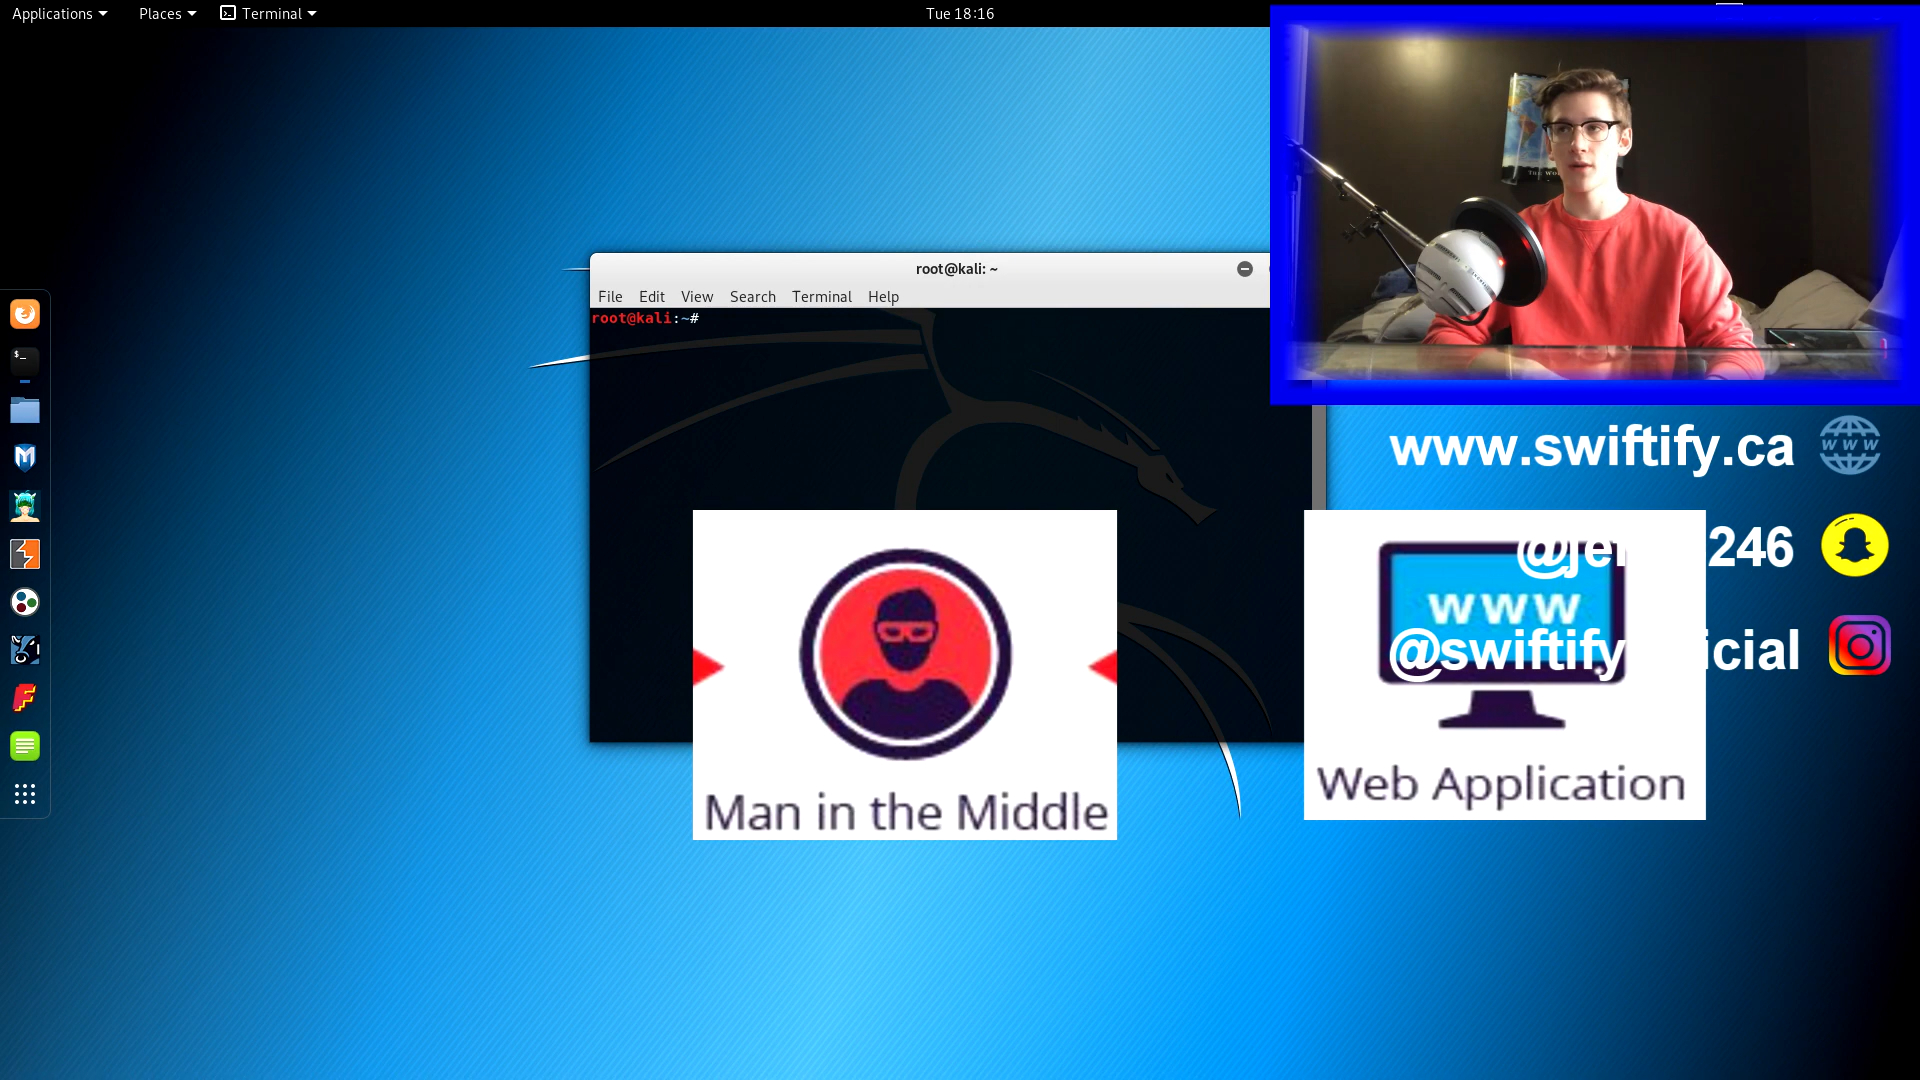 Applications
Places
Terminal
Tue 18:16
root@kali: ~
File Edit View Search Terminal Help
root@kali:~#
$_
www.swiftify.ca
www
246
www
@swiftify
icial
Man in the Middle
Web Application